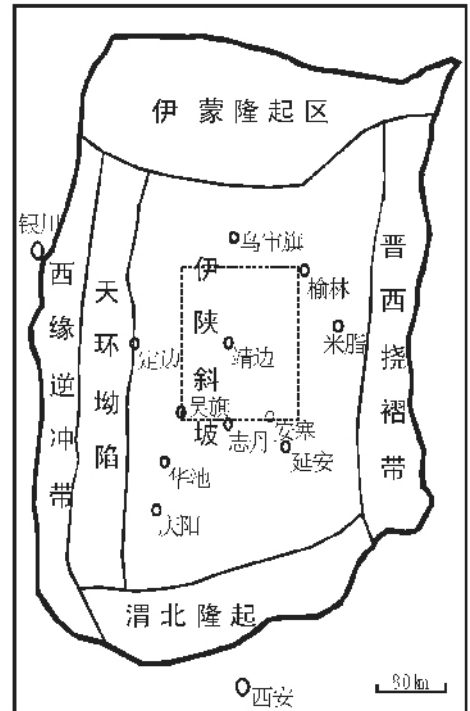 伊蒙隆起区
银川
乌审旗
榆林
西缘逆冲带
天环坳陷
伊陕斜坡
晋西挠褶带
米脂
定边
靖边
吴旗
安塞
志丹
延安
华池
庆阳
渭北隆起
西安
80km